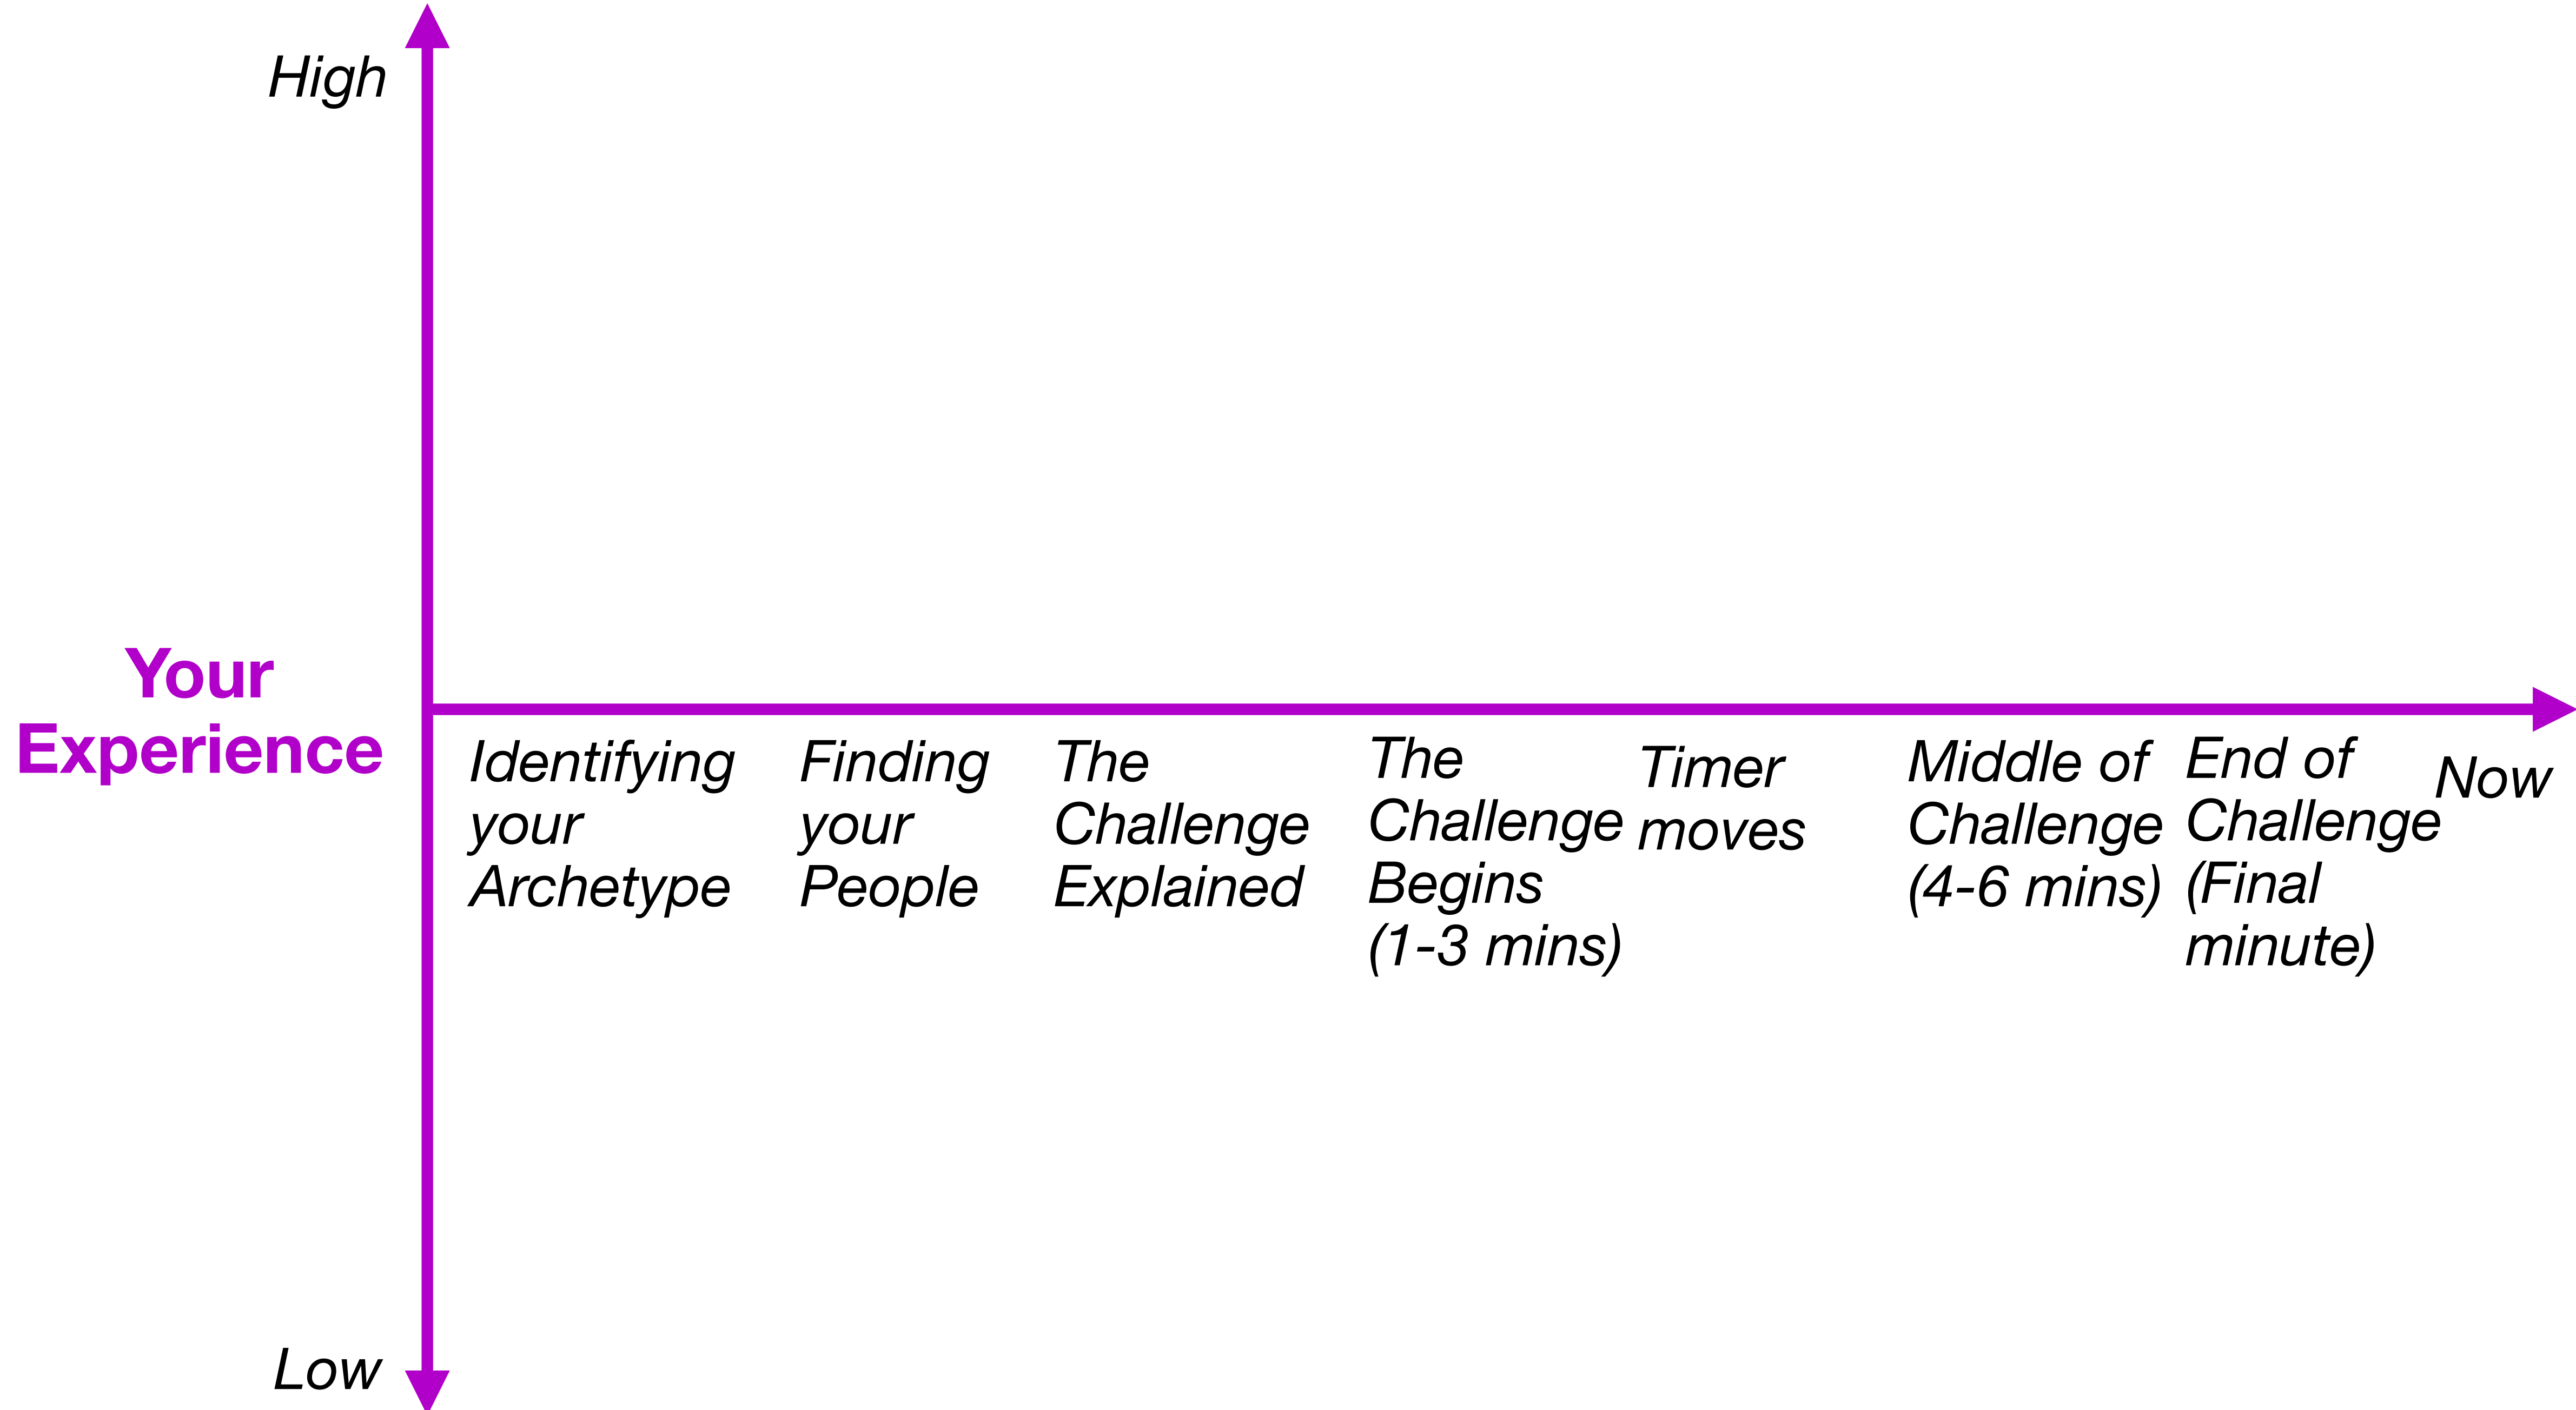 High
Your
Experience
Identifying
your
Archetype
Finding
your
People
The
Challenge
Explained
The
Challenge
Begins
(1-3 mins)
Timer
moves
Middle of
Challenge
(4-6 mins)
End of
Challenge
(Final
minute)
Now
Low